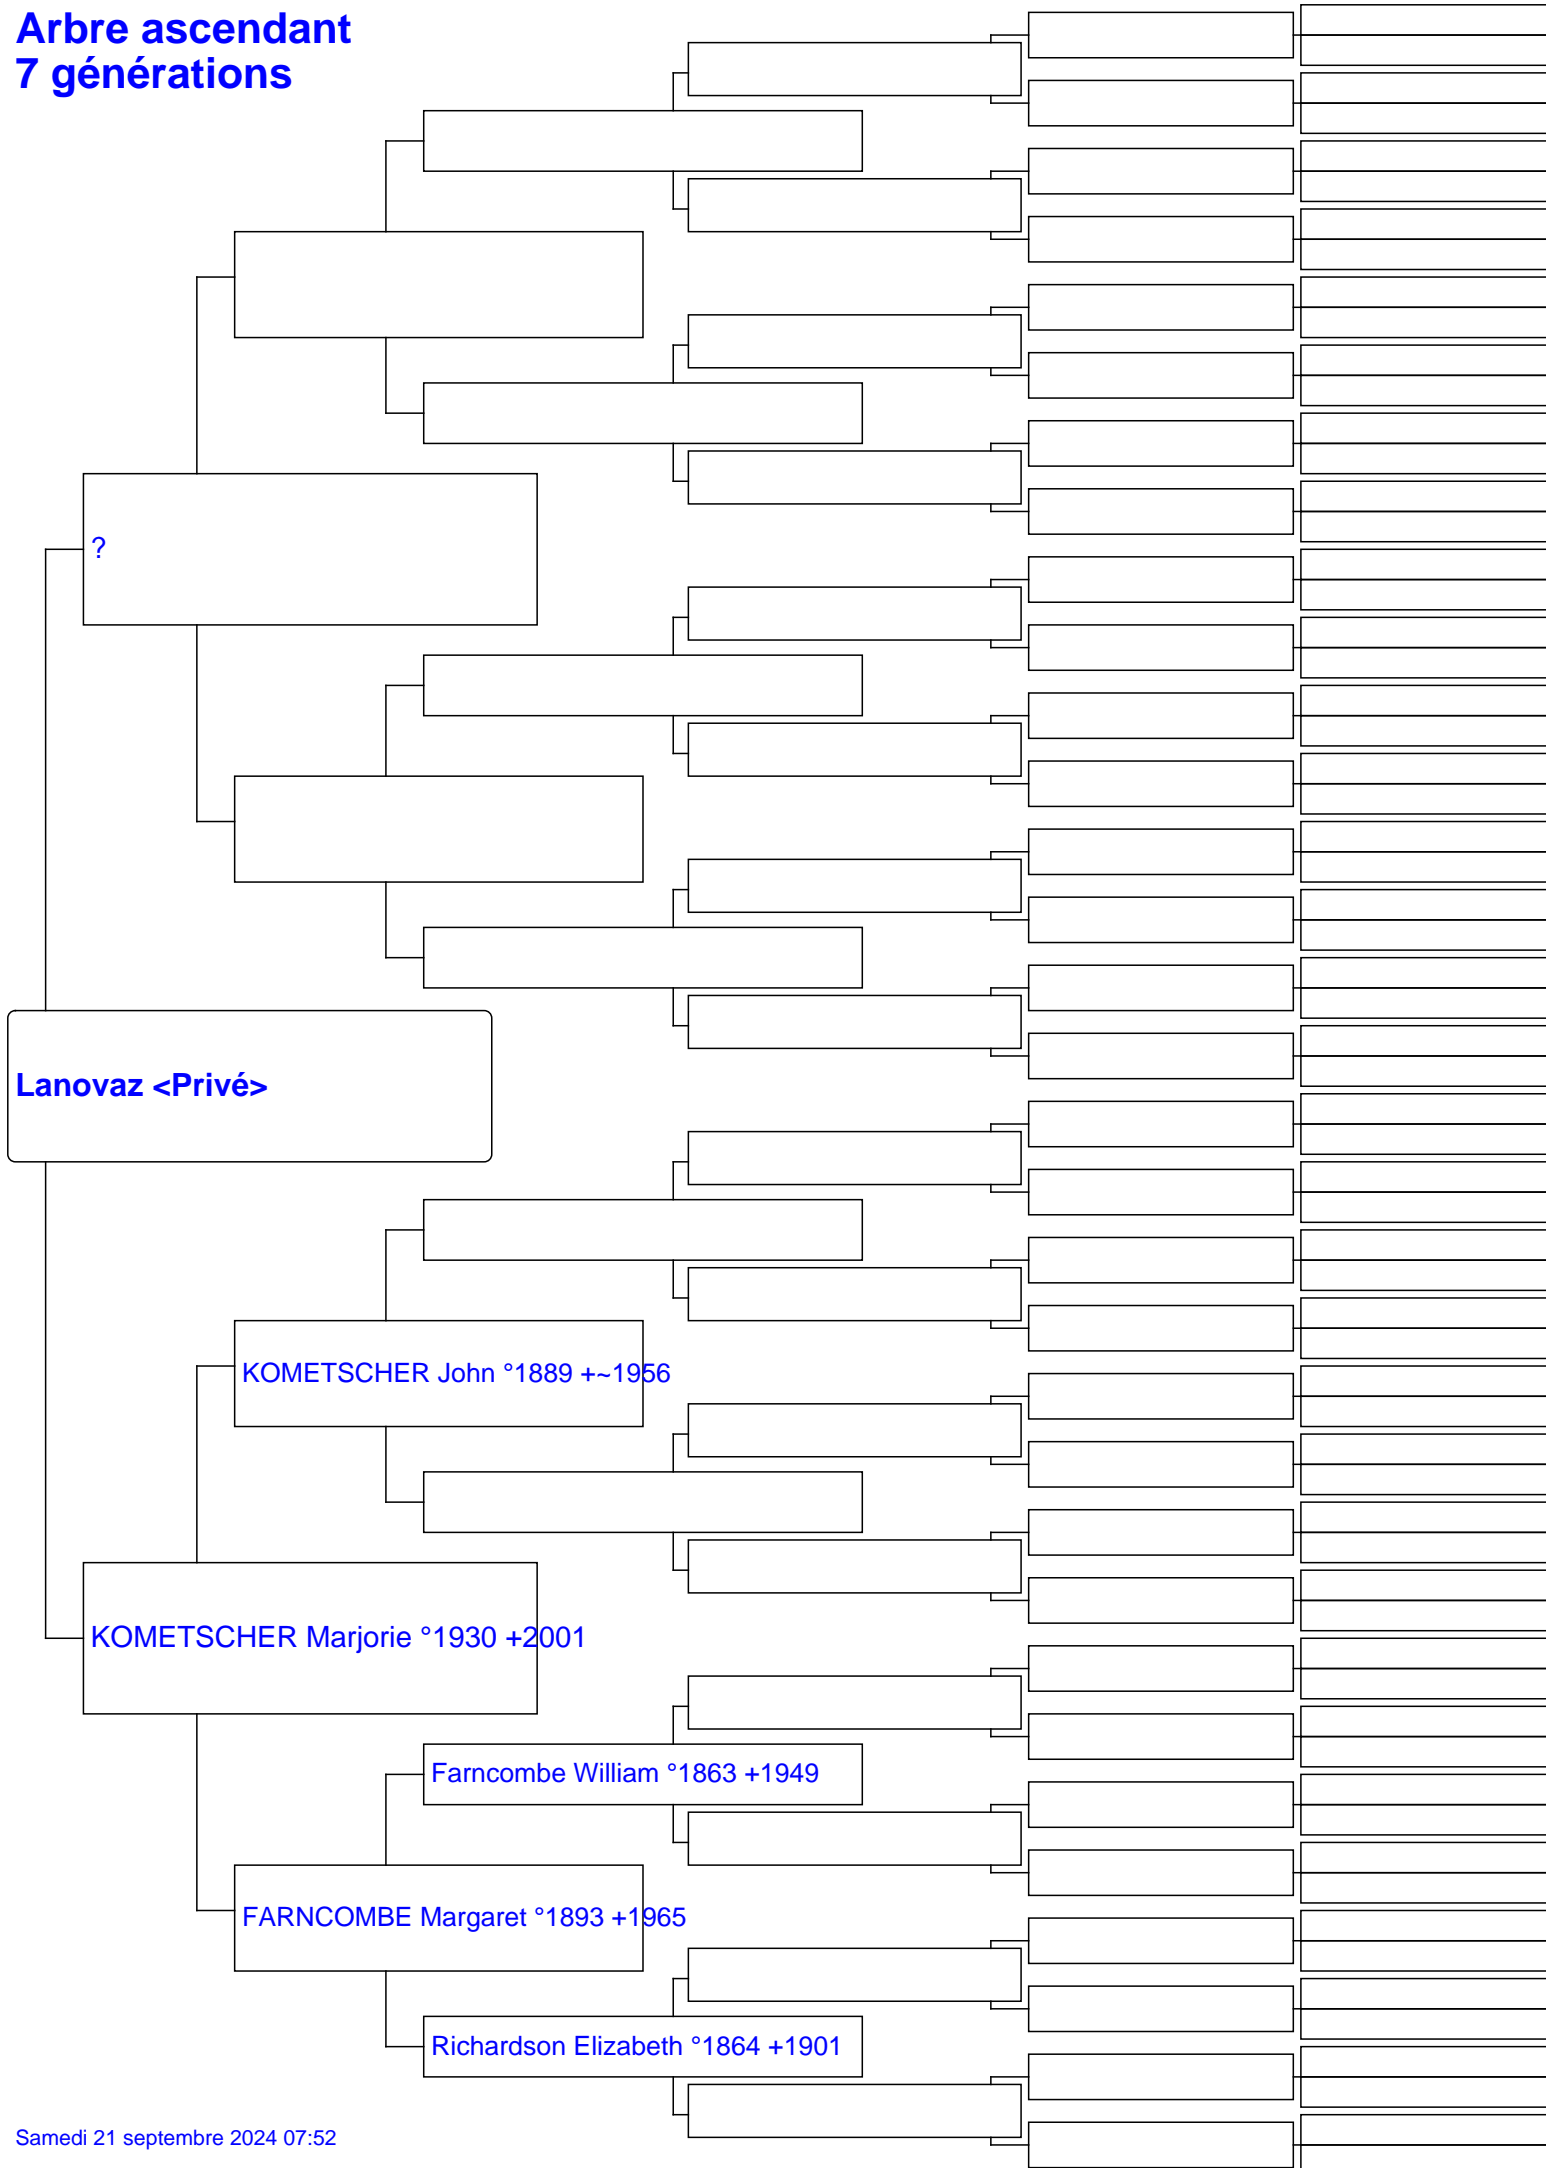 Arbre ascendant
7 générations
?
Lanovaz <Privé>
KOMETSCHER John °1889 +~1956
KOMETSCHER Marjorie °1930 +2001
Farncombe William °1863 +1949
FARNCOMBE Margaret °1893 +1965
Richardson Elizabeth °1864 +1901
Samedi 21 septembre 2024 07:52